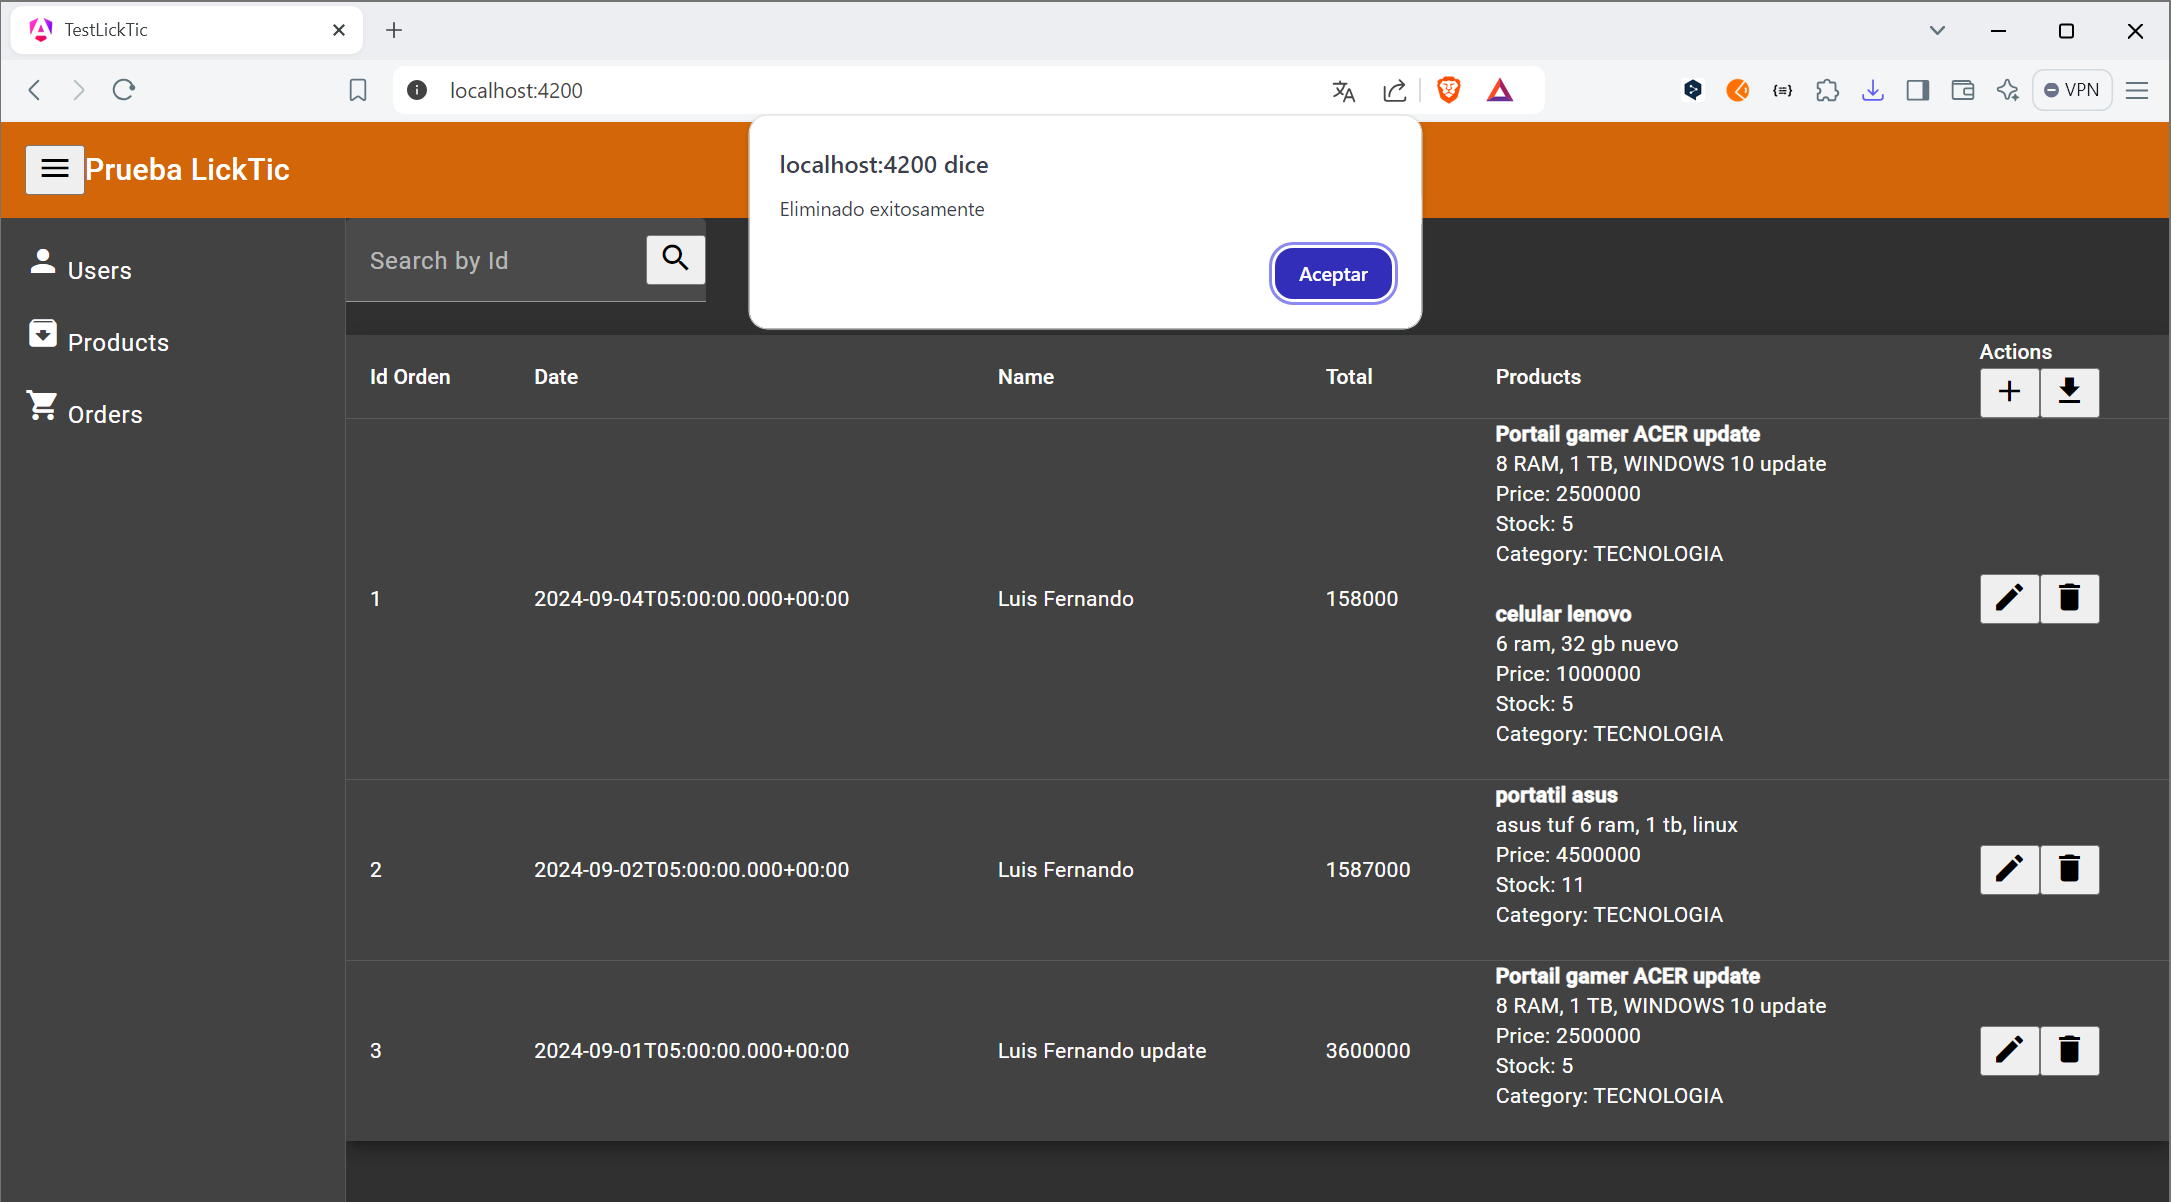 TestLickTic
localhost:4200
VPN
Prueba LickTic
localhost:4200 dice
Eliminado exitosamente
Aceptar
Users
Products
Orders
Search by Id
Id Orden Date Name Total Products Actions
Portail gamer ACER update
8 RAM, 1 TB, WINDOWS 10 update
Price: 2500000
Stock: 5
Category: TECNOLOGIA
1 2024-09-04T05:00:00.000+00:00 Luis Fernando 158000
celular lenovo
6 ram, 32 gb nuevo
Price: 1000000
Stock: 5
Category: TECNOLOGIA
portatil asus
asus tuf 6 ram, 1 tb, linux
Price: 4500000
2 2024-09-02T05:00:00.000+00:00 Luis Fernando 1587000
Stock: 11
Category: TECNOLOGIA
Portail gamer ACER update
8 RAM, 1 TB, WINDOWS 10 update
Price: 2500000
3 2024-09-01T05:00:00.000+00:00 Luis Fernando update 3600000
Stock: 5
Category: TECNOLOGIA